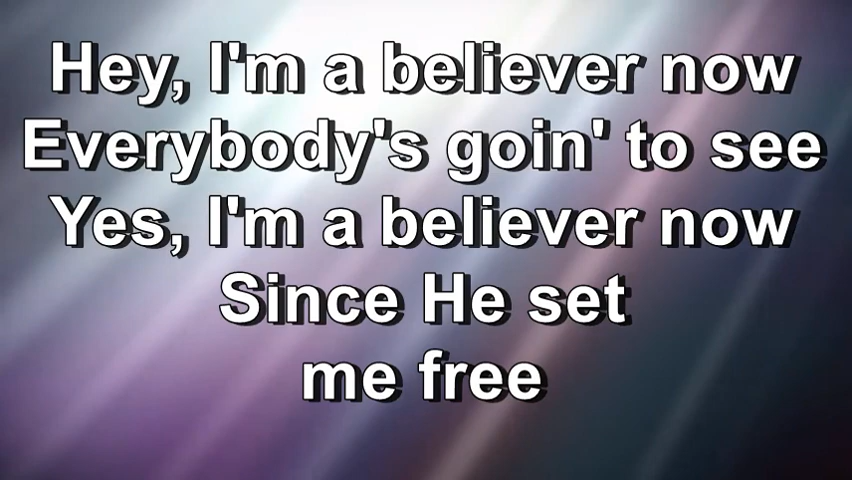 Hey, I'm a believer now
Everybody's goin' to see
Yes, I'm a believer now
Since He set
me free